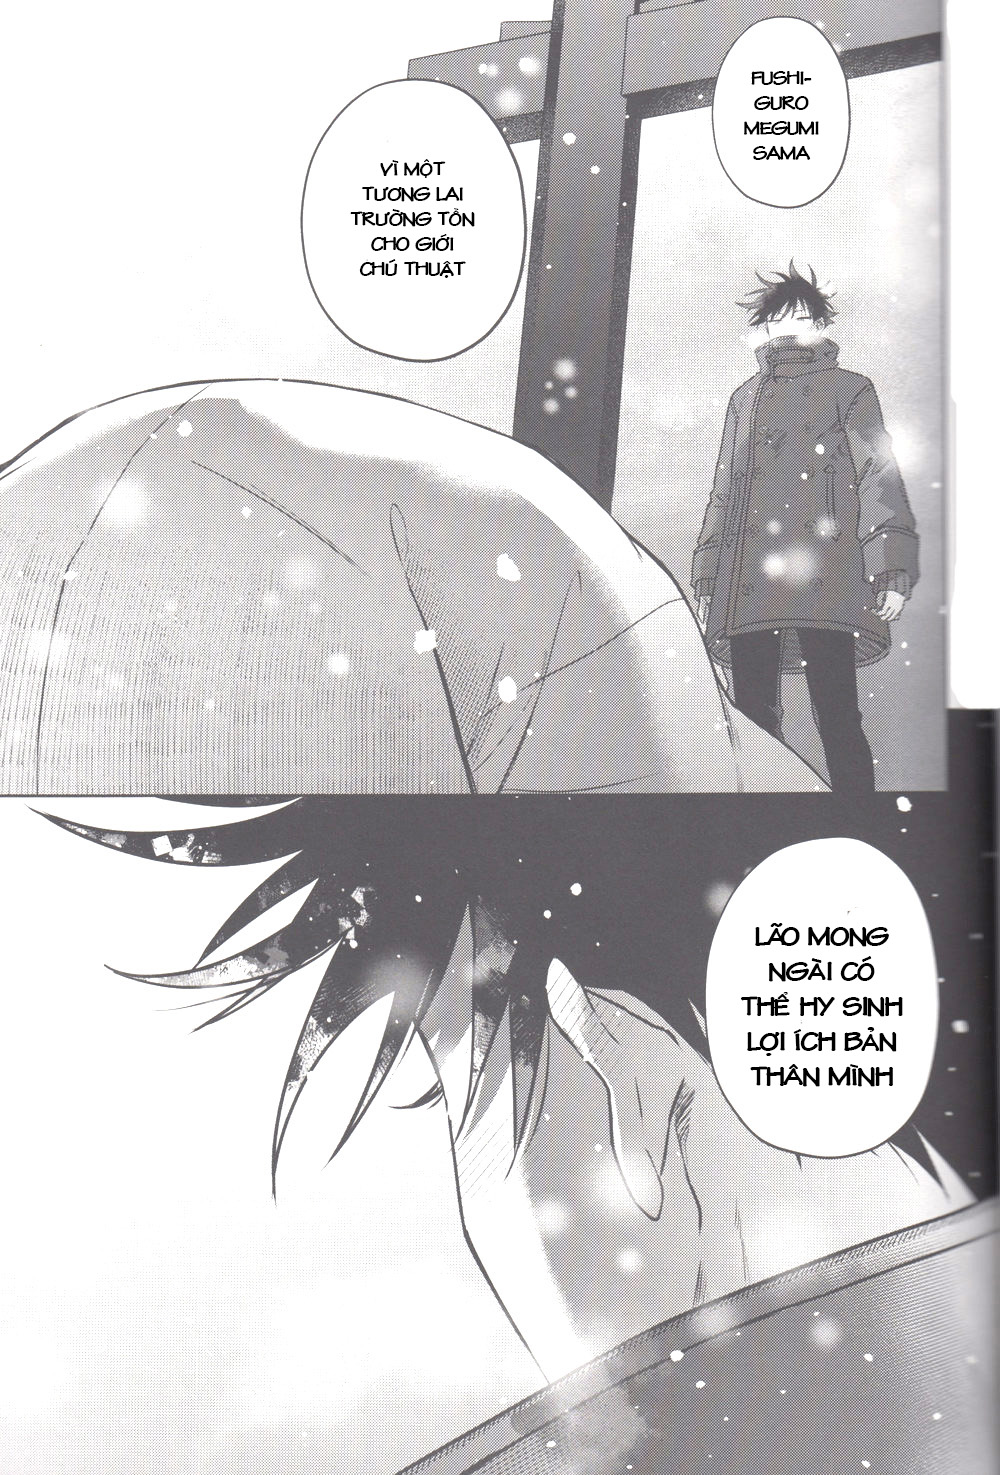 FUSHI-
GURO
MEGUMI
SAMA
VÌ MỘT
TƯƠNG LAI
TRƯỜNG TỒN
CHO GIỚI
CHÚ THUẬT
LÃO MONG
NGÀI CÓ
THỂ HY SINH
LỢI ÍCH BẢN
THÂN MÌNH